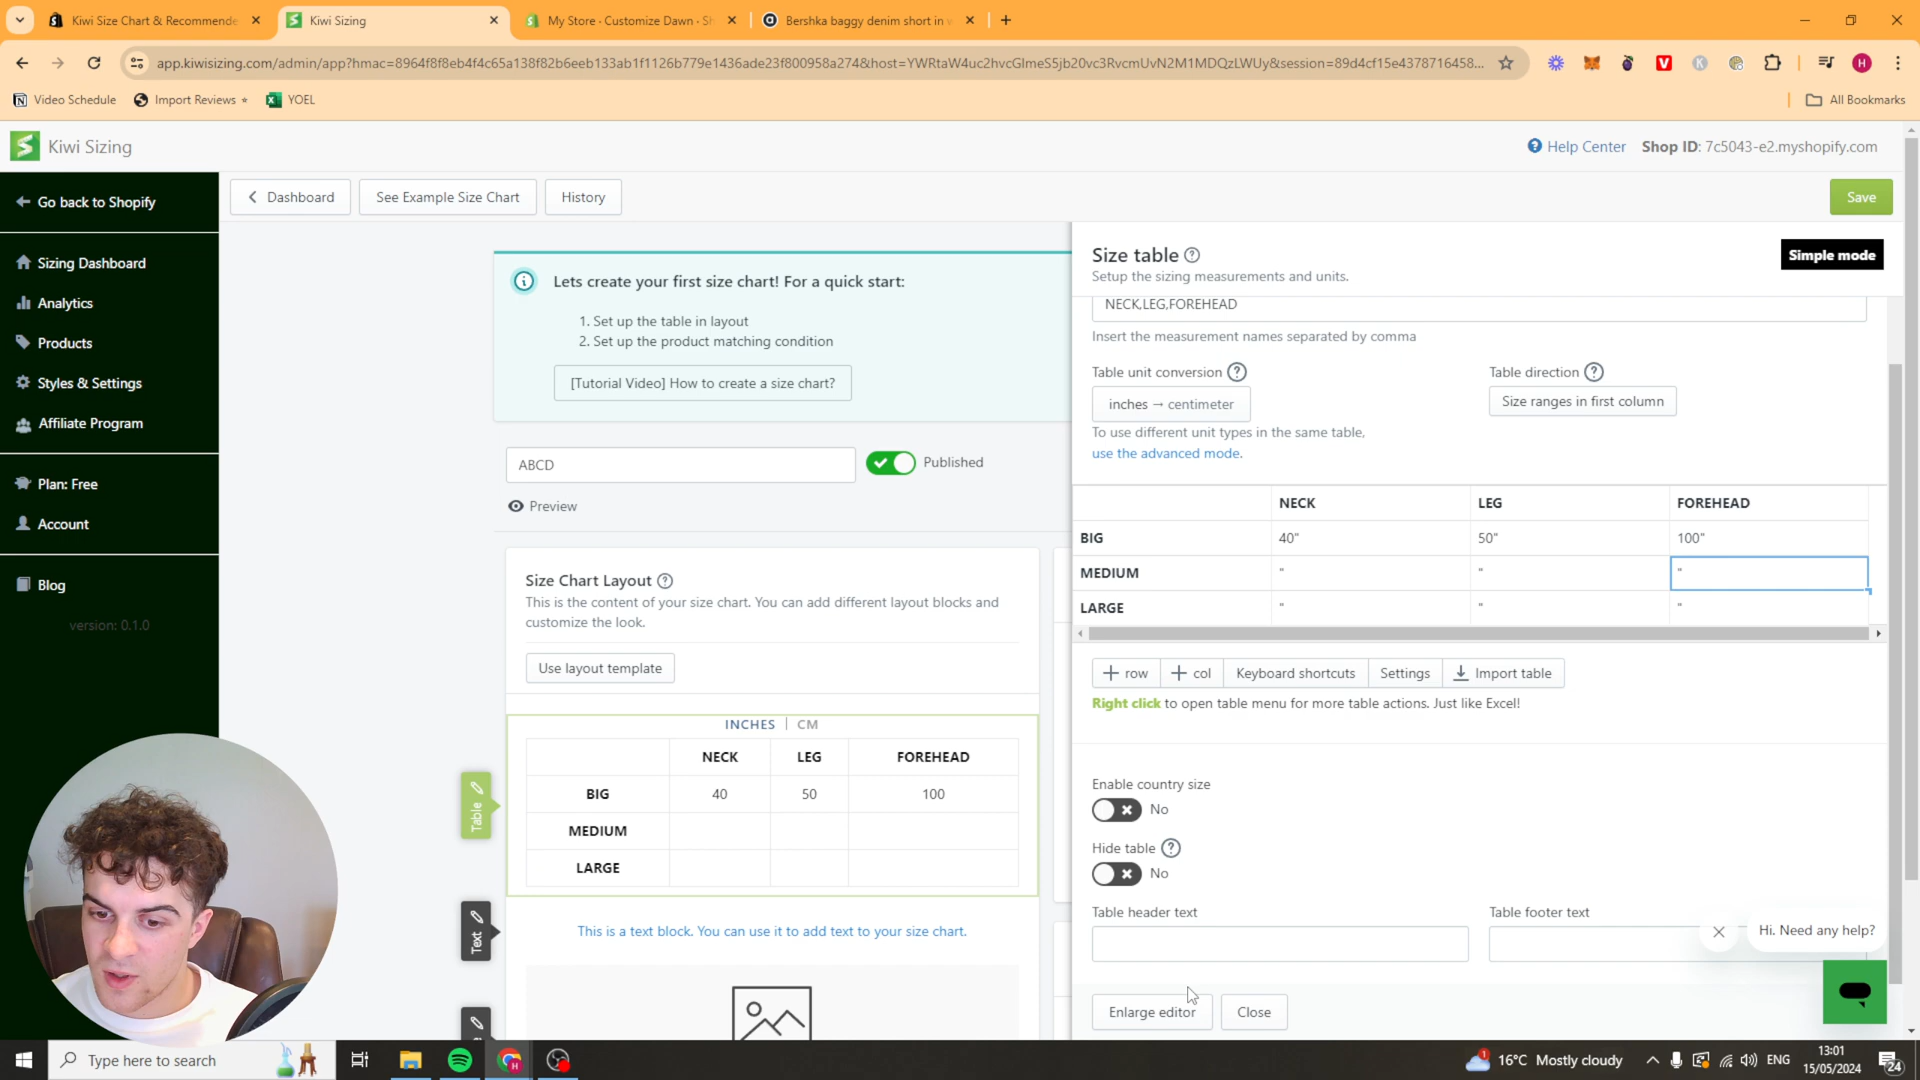 Kiwi Size Chart & Recommende
Kiwi Sizing
My Store · Customize Dawn · Sh
Bershka baggy denim short in w
app.kiwisizing.com/admin/app?hmac=8964f8f8eb4f4c65a138f82b6eeb133ab1f1126b779e1436ade23f800958a274&host=YWRtaW4uc2hvcGlmeS5jb20vc3RvcmUvN2M1MDQzLWUy&session=89d4cf15e4378716458...
Video Schedule
Import Reviews
YOEL
All Bookmarks
Kiwi Sizing
Help Center
Shop ID: 7c5043-e2.myshopify.com
Go back to Shopify
Dashboard
See Example Size Chart
History
Save
Sizing Dashboard
Analytics
Products
Styles & Settings
Affiliate Program
Plan: Free
Account
Blog
version: 0.1.0
Lets create your first size chart! For a quick start:
1. Set up the table in layout
2. Set up the product matching condition
[Tutorial Video] How to create a size chart?
ABCD
Published
Preview
Size Chart Layout
This is the content of your size chart. You can add different layout blocks and
customize the look.
Use layout template
INCHES | CM
NECK LEG FOREHEAD
BIG 40 50 100
MEDIUM
LARGE
Table
Text
This is a text block. You can use it to add text to your size chart.
Size table
Simple mode
Setup the sizing measurements and units.
NECK,LEG,FOREHEAD
Insert the measurement names separated by comma
Table unit conversion
Table direction
inches → centimeter
Size ranges in first column
To use different unit types in the same table,
use the advanced mode.
NECK LEG FOREHEAD
BIG 40" 50" 100"
MEDIUM " " "
LARGE " " "
+ row
+ col
Keyboard shortcuts
Settings
Import table
Right click to open table menu for more table actions. Just like Excel!
Enable country size
No
Hide table
No
Table header text
Table footer text
Hi. Need any help?
Enlarge editor
Close
Type here to search
16°C Mostly cloudy
ENG
13:01
15/05/2024
24